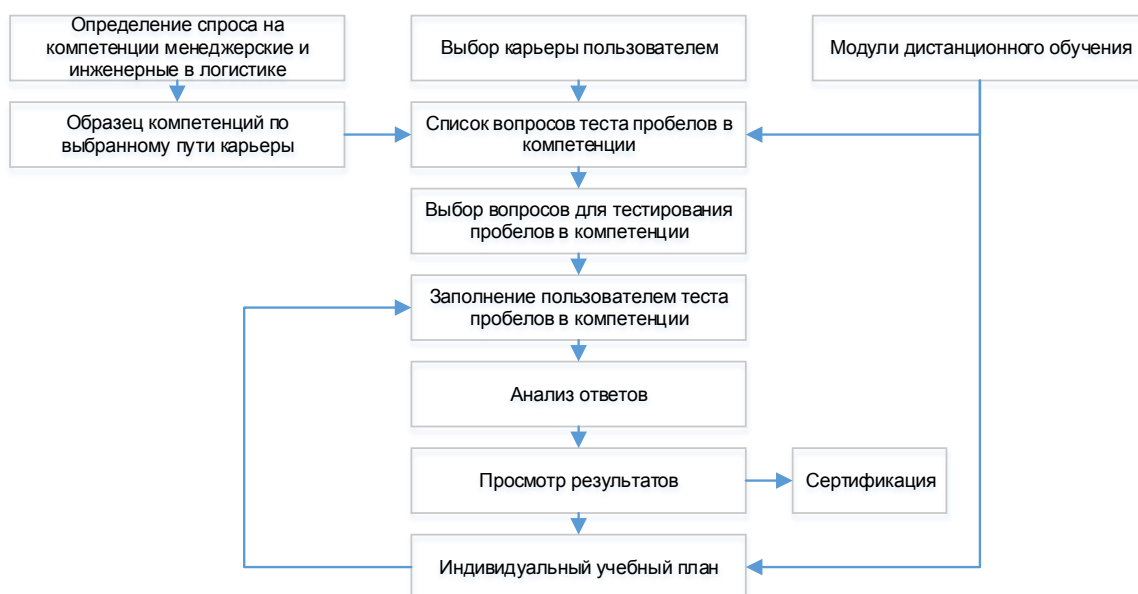 Определение спроса на
компетенции менеджерские и
инженерные в логистике
Выбор карьеры пользователем
Модули дистанционного обучения
Образец компетенций по
выбранному пути карьеры
Список вопросов теста пробелов в
компетенции
Выбор вопросов для тестирования
пробелов в компетенции
Заполнение пользователем теста
пробелов в компетенции
Анализ ответов
Просмотр результатов
Сертификация
Индивидуальный учебный план